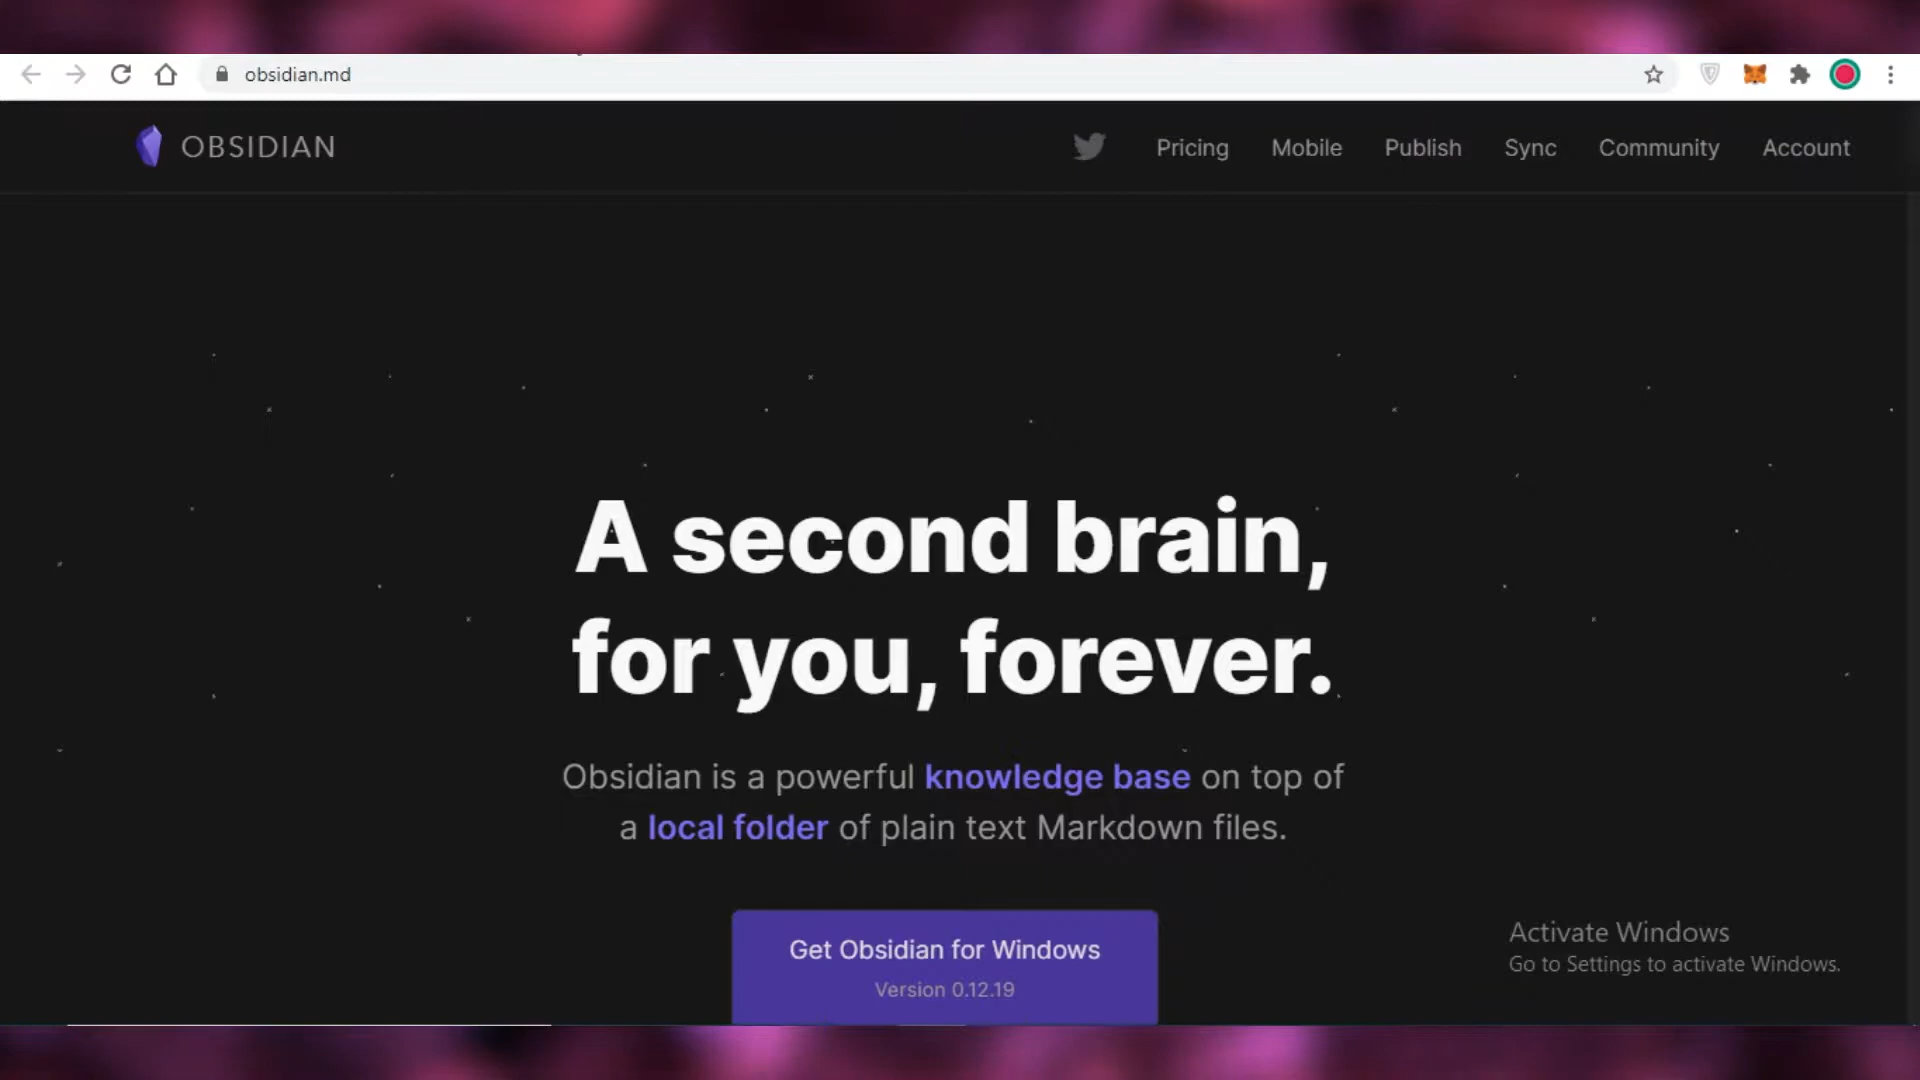 obsidian.md
OBSIDIAN
Pricing Mobile Publish Sync Community Account
A second brain,
for you, forever.
Obsidian is a powerful knowledge base on top of
a local folder of plain text Markdown files.
Get Obsidian for Windows
Version 0.12.19
Activate Windows
Go to Settings to activate Windows.